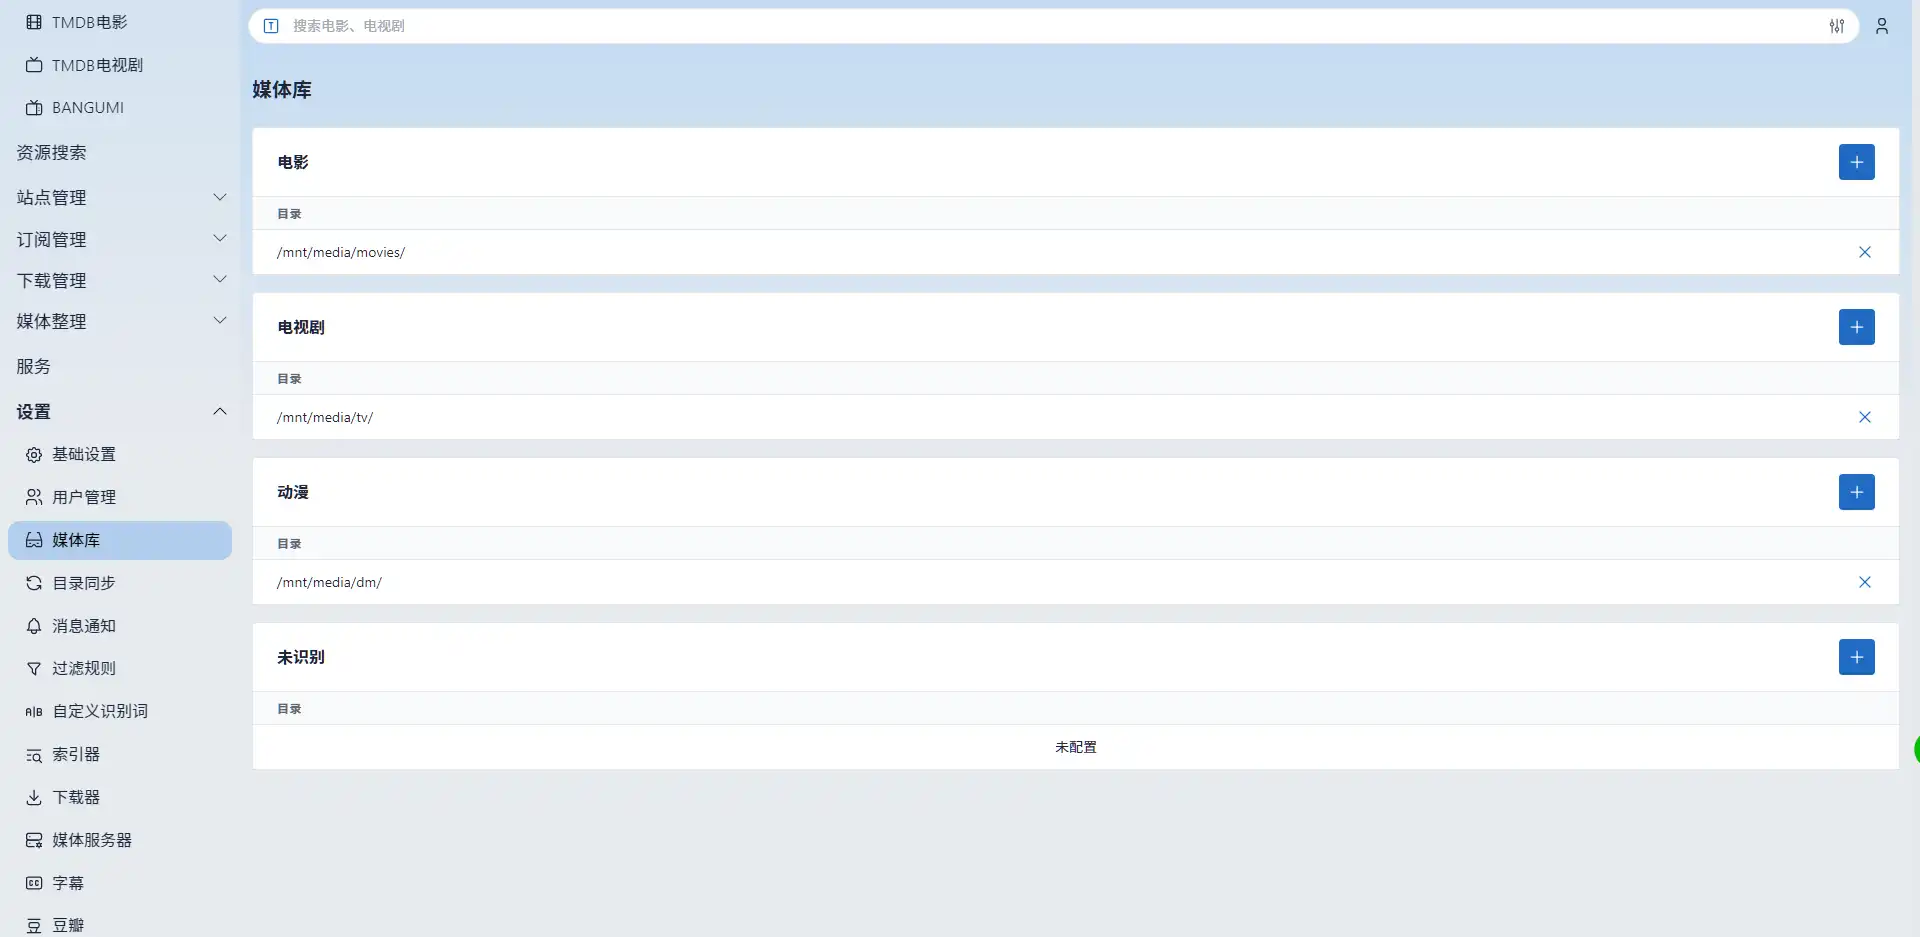 TMDB电影
TMDB电视剧
BANGUMI
资源搜索
站点管理
订阅管理
下载管理
媒体整理
服务
设置
基础设置
用户管理
媒体库
目录同步
消息通知
过滤规则
A|B 自定义识别词
索引器
下载器
媒体服务器
CC 字幕
豆 豆瓣
T 搜索电影、电视剧
媒体库
电影
目录
/mnt/media/movies/
电视剧
目录
/mnt/media/tv/
动漫
目录
/mnt/media/dm/
未识别
目录
未配置